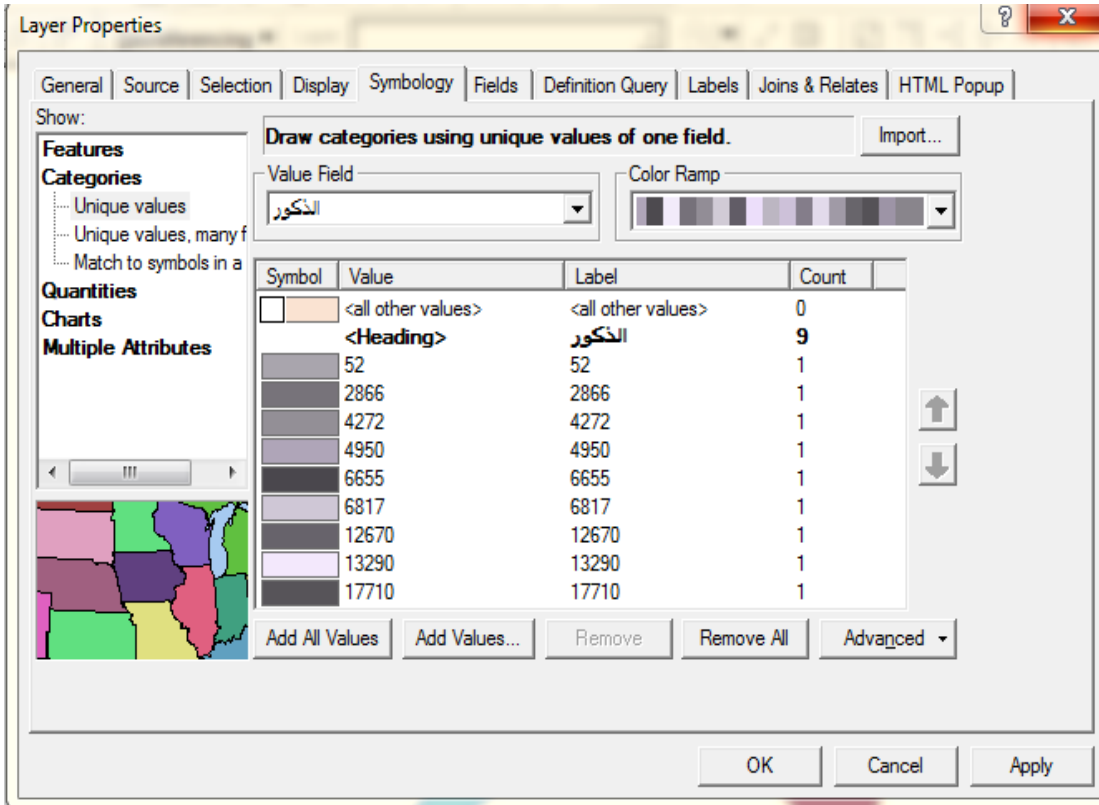 Layer Properties
General Source Selection Display Symbology Fields Definition Query Labels Joins & Relates HTML Popup
Show:
Features
Categories
Unique values
Unique values, many f
Match to symbols in a
Quantities
Charts
Multiple Attributes
Draw categories using unique values of one field.
Import...
Value Field
الذكور
Color Ramp
Symbol Value Label Count
<all other values> <all other values> 0
<Heading> الذكور 9
52 52 1
2866 2866 1
4272 4272 1
4950 4950 1
6655 6655 1
6817 6817 1
12670 12670 1
13290 13290 1
17710 17710 1
Add All Values Add Values... Remove Remove All Advanced
OK Cancel Apply